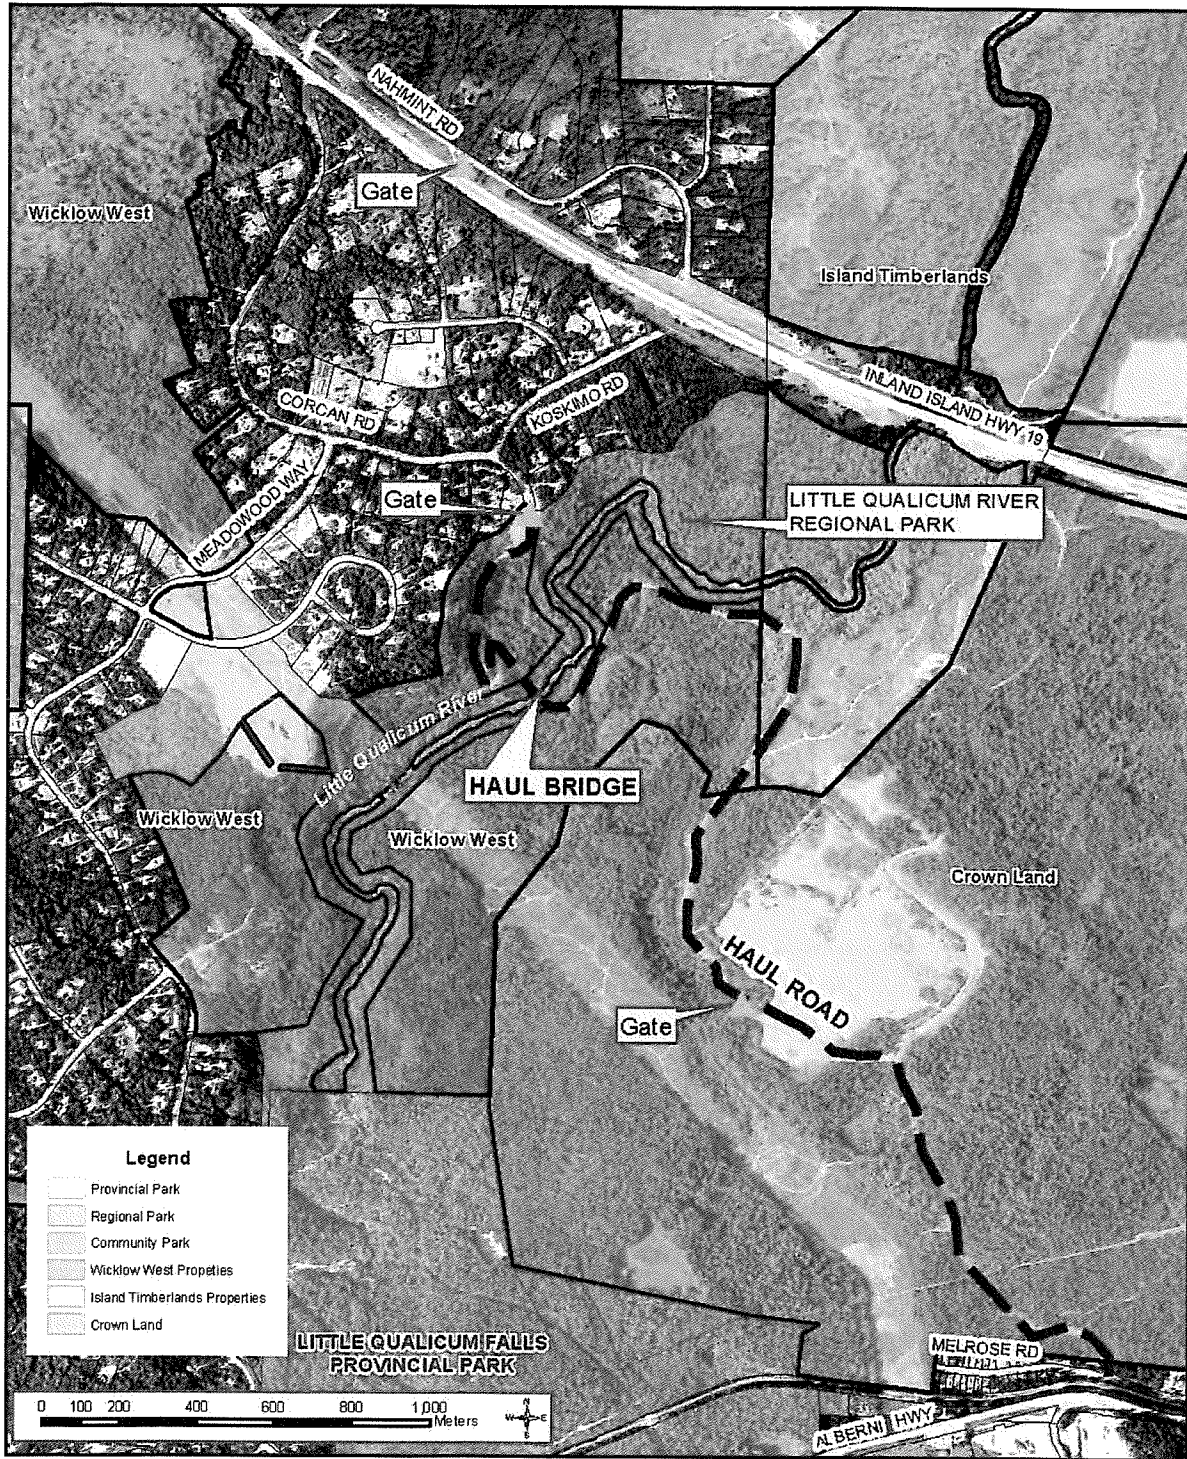 NAHMINT RD
Gate
Wicklow West
Island Timberlands
INLAND ISLAND HWY 19
CORCAN RD
KOSKIMO RD
MEADOWOOD WAY
Gate
LITTLE QUALICUM RIVER
REGIONAL PARK
Little Qualicum River
HAUL BRIDGE
Wicklow West
Wicklow West
Crown Land
HAUL ROAD
Gate
Legend
Provincial Park
Regional Park
Community Park
Wicklow West Propeties
Island Timberlands Properties
Crown Land
LITTLE QUALICUM FALLS
PROVINCIAL PARK
MELROSE RD
ALBERNI HWY
0 100 200 400 600 800 1,000
Meters
N
W E
S